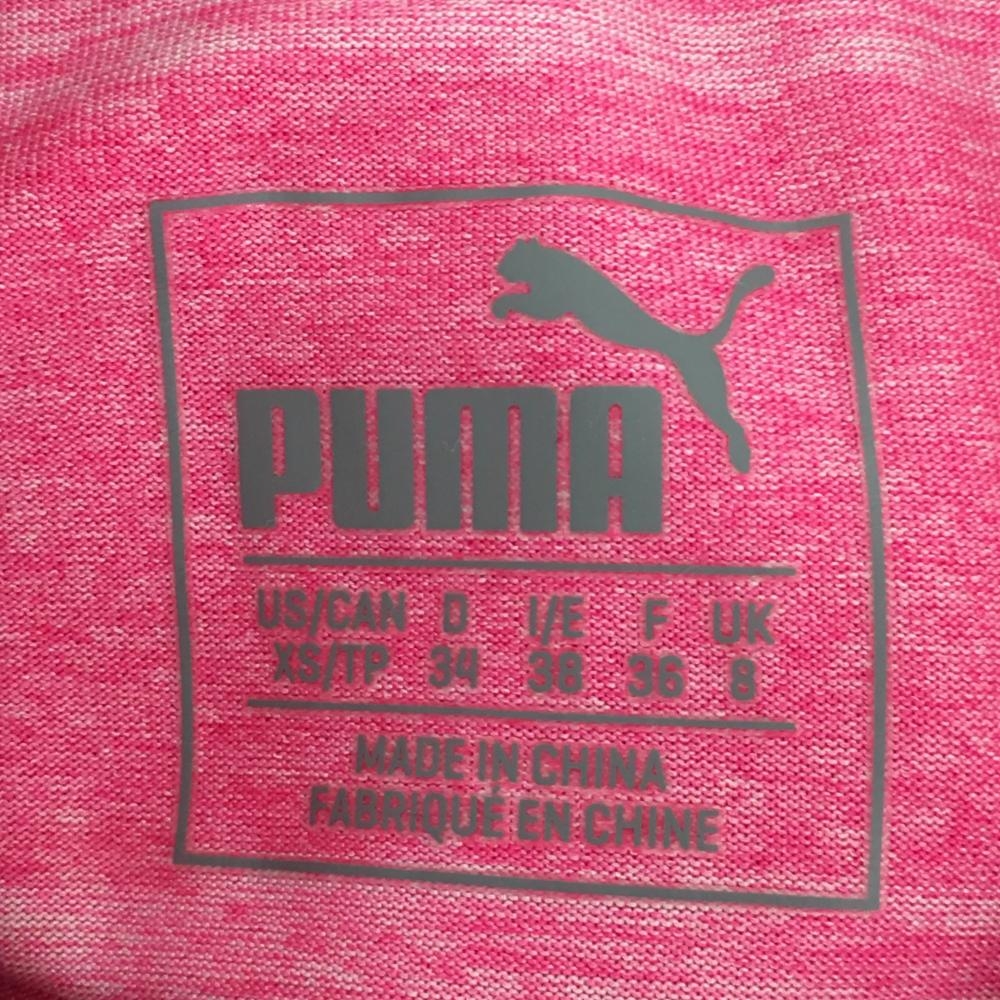 PUMA
US/CAN D I/E F UK
XS/TP 34 38 36 8
MADE IN CHINA
FABRIQUÉ EN CHINE